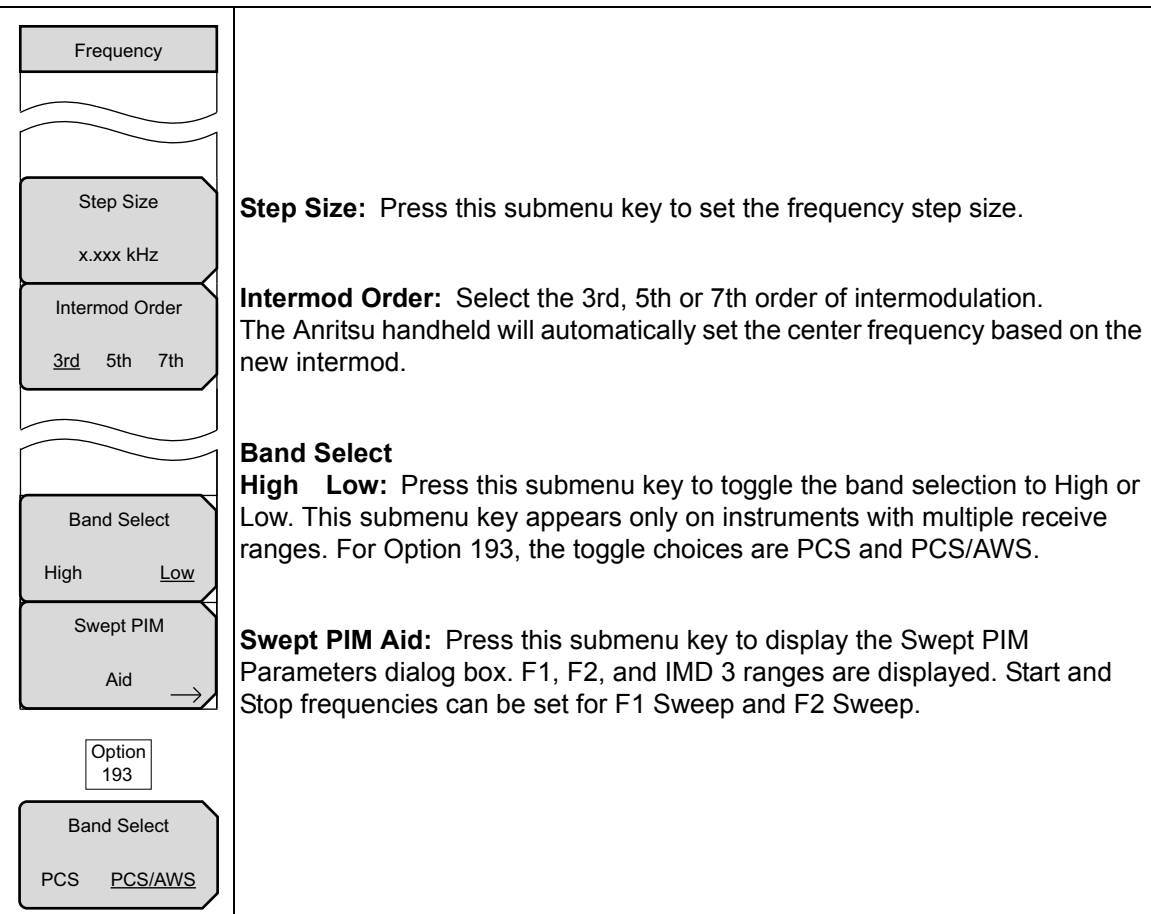 Frequency
Step Size
x.xxx kHz
Step Size: Press this submenu key to set the frequency step size.
Intermod Order
3rd 5th 7th
Intermod Order: Select the 3rd, 5th or 7th order of intermodulation.
The Anritsu handheld will automatically set the center frequency based on the
new intermod.
Band Select
High Low
Band Select
High Low: Press this submenu key to toggle the band selection to High or
Low. This submenu key appears only on instruments with multiple receive
ranges. For Option 193, the toggle choices are PCS and PCS/AWS.
Swept PIM
Aid
Swept PIM Aid: Press this submenu key to display the Swept PIM
Parameters dialog box. F1, F2, and IMD 3 ranges are displayed. Start and
Stop frequencies can be set for F1 Sweep and F2 Sweep.
Option
193
Band Select
PCS PCS/AWS